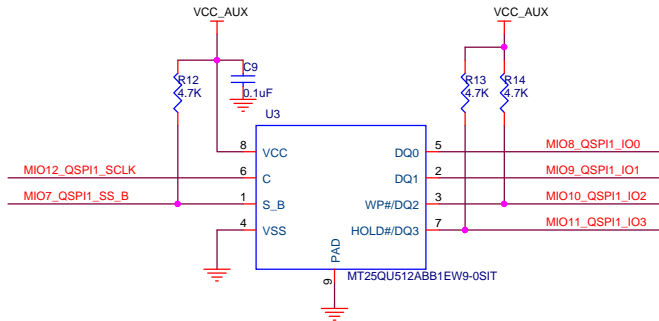 VCC_AUX
VCC_AUX
R12
4.7K
C9
0.1uF
R13
4.7K
R14
4.7K
U3
8
VCC
DQ0
5
MIO8_QSPI1_IO0
MIO12_QSPI1_SCLK
6
C
DQ1
2
MIO9_QSPI1_IO1
MIO7_QSPI1_SS_B
1
S_B
WP#/DQ2
3
MIO10_QSPI1_IO2
4
VSS
HOLD#/DQ3
7
MIO11_QSPI1_IO3
PAD
9
MT25QU512ABB1EW9-0SIT